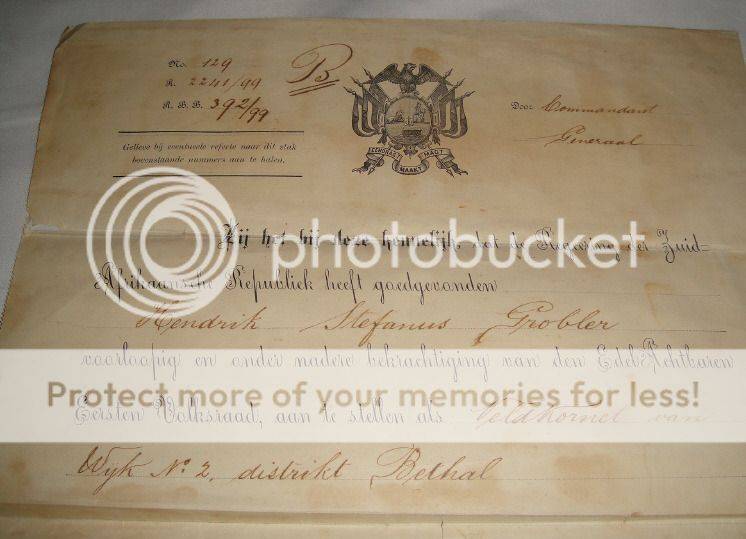 No. 129
R. 2241/99
R. B. B. 392/99
B
Gelieve bij eventueele referte naar dit stuk
bovenstaande nummers aan te halen.
EENDRAGT
MAAKT
MAGT
Door Commandant
Generaal
Zij het bij deze kennelijk, dat de Regeering der Zuid-
Afrikaansche Republiek heeft goedgevonden
Hendrik Stefanus Grobler
voorloopig en onder nadere bekrachtiging van den Edel Achtbaren
Eersten Volksraad, aan te stellen als Veldkornet van
Wyk No. 2, distrikt Bethal
photobucket
Protect more of your memories for less!